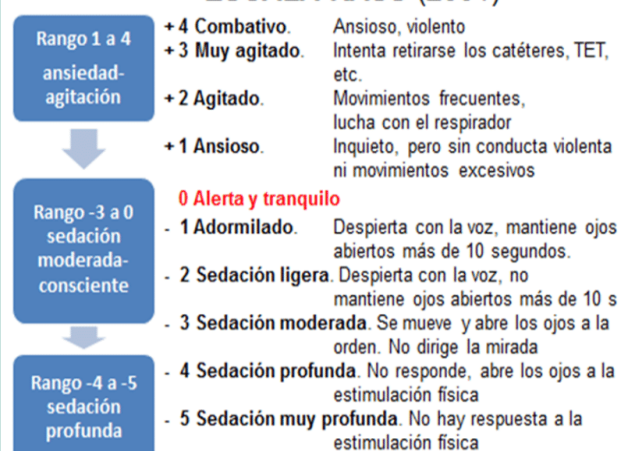 Rango 1 a 4
ansiedad-
agitación
+ 4 Combativo. Ansioso, violento
+ 3 Muy agitado. Intenta retirarse los catéteres, TET,
etc.
+ 2 Agitado. Movimientos frecuentes,
lucha con el respirador
+ 1 Ansioso. Inquieto, pero sin conducta violenta
ni movimientos excesivos
Rango -3 a 0
sedación
moderada-
consciente
0 Alerta y tranquilo
- 1 Adormilado. Despierta con la voz, mantiene ojos
abiertos más de 10 segundos.
- 2 Sedación ligera. Despierta con la voz, no
mantiene ojos abiertos más de 10 s
- 3 Sedación moderada. Se mueve y abre los ojos a la
orden. No dirige la mirada
Rango -4 a -5
sedación
profunda
- 4 Sedación profunda. No responde, abre los ojos a la
estimulación física
- 5 Sedación muy profunda. No hay respuesta a la
estimulación física